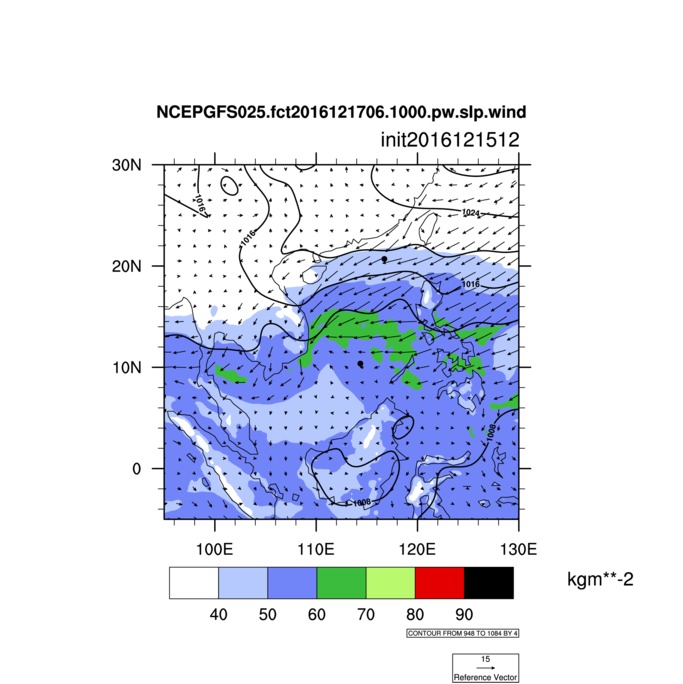 NCEPGFS025.fct2016121706.1000.pw.slp.wind
init2016121512
30N
1016
1024
1016
20N
1016
10N
1008
0
1008
100E 110E 120E 130E
kgm**-2
40 50 60 70 80 90
CONTOUR FROM 948 TO 1084 BY 4
15
Reference Vector